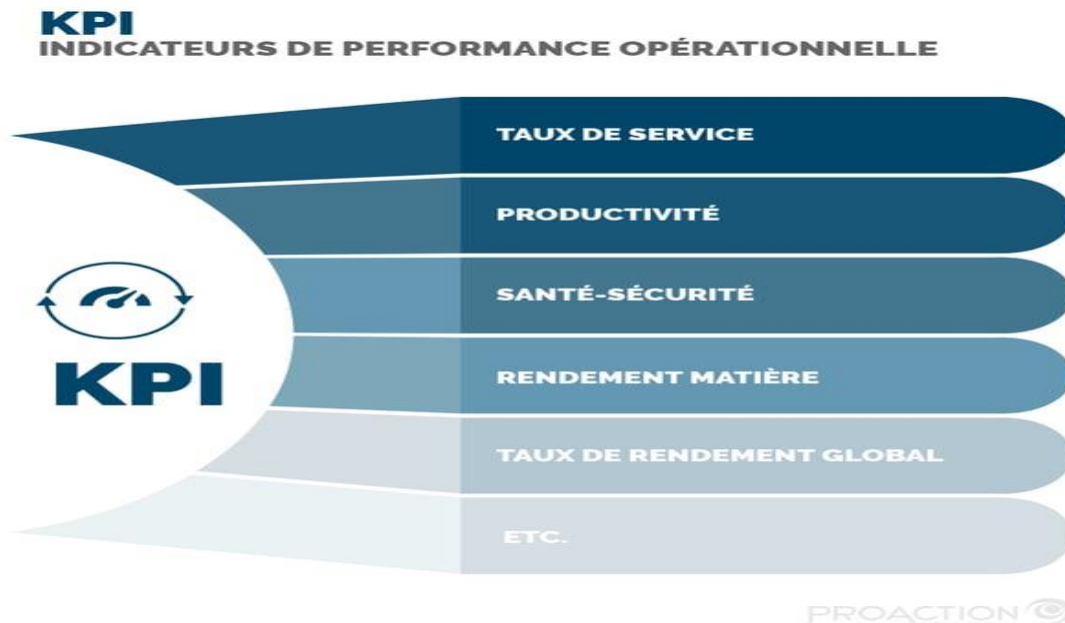 KPI
INDICATEURS DE PERFORMANCE OPÉRATIONNELLE
TAUX DE SERVICE
PRODUCTIVITÉ
SANTÉ-SÉCURITÉ
KPI
RENDEMENT MATIÈRE
TAUX DE RENDEMENT GLOBAL
ETC.
PROACTION